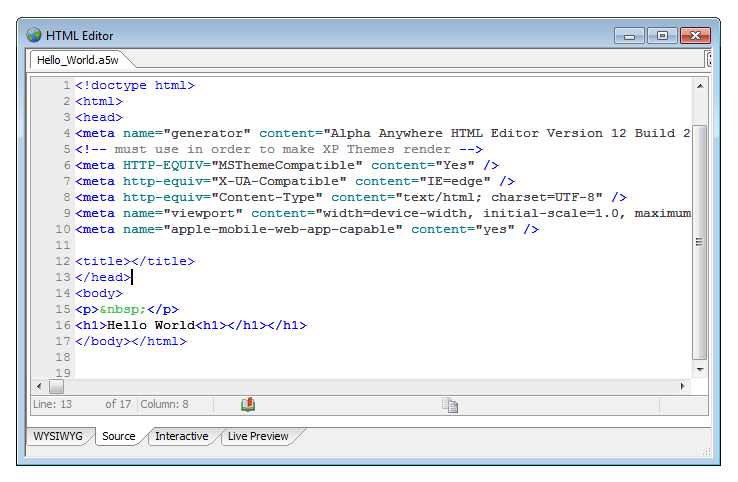 HTML Editor
Hello_World.a5w
1 <!doctype html>
2 <html>
3 <head>
4 <meta name="generator" content="Alpha Anywhere HTML Editor Version 12 Build 2
5 <!-- must use in order to make XP Themes render -->
6 <meta HTTP-EQUIV="MSThemeCompatible" content="Yes" />
7 <meta http-equiv="X-UA-Compatible" content="IE=edge" />
8 <meta http-equiv="Content-Type" content="text/html; charset=UTF-8" />
9 <meta name="viewport" content="width=device-width, initial-scale=1.0, maximum
10 <meta name="apple-mobile-web-app-capable" content="yes" />
11
12 <title></title>
13 </head>
14 <body>
15 <p>&nbsp;</p>
16 <h1>Hello World<h1></h1></h1>
17 </body></html>
18
19
Line: 13 of 17 Column: 8
WYSIWYG Source Interactive Live Preview